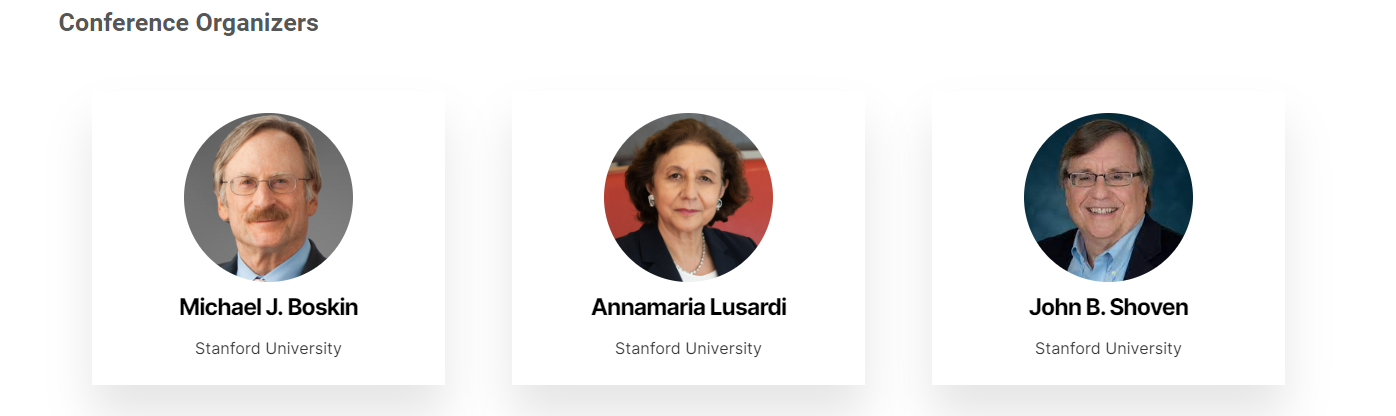 Conference Organizers
Michael J. Boskin
Stanford University
Annamaria Lusardi
Stanford University
John B. Shoven
Stanford University